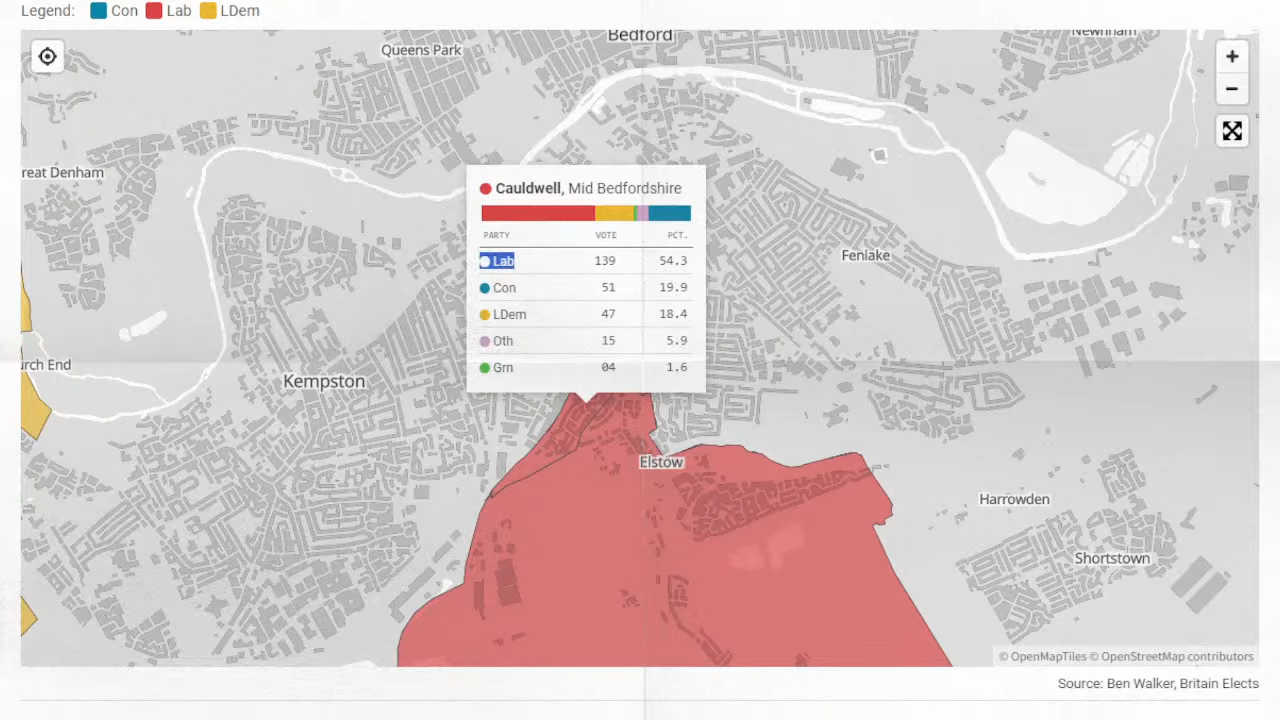 Legend: Con Lab LDem
Bedford
Newnham
Queens Park
reat Denham
Cauldwell, Mid Bedfordshire
PARTY VOTE PCT.
Lab 139 54.3
Con 51 19.9
LDem 47 18.4
Oth 15 5.9
Grn 04 1.6
Fenlake
urch End
Kempston
Elstow
Harrowden
Shortstown
© OpenMapTiles © OpenStreetMap contributors
Source: Ben Walker, Britain Elects